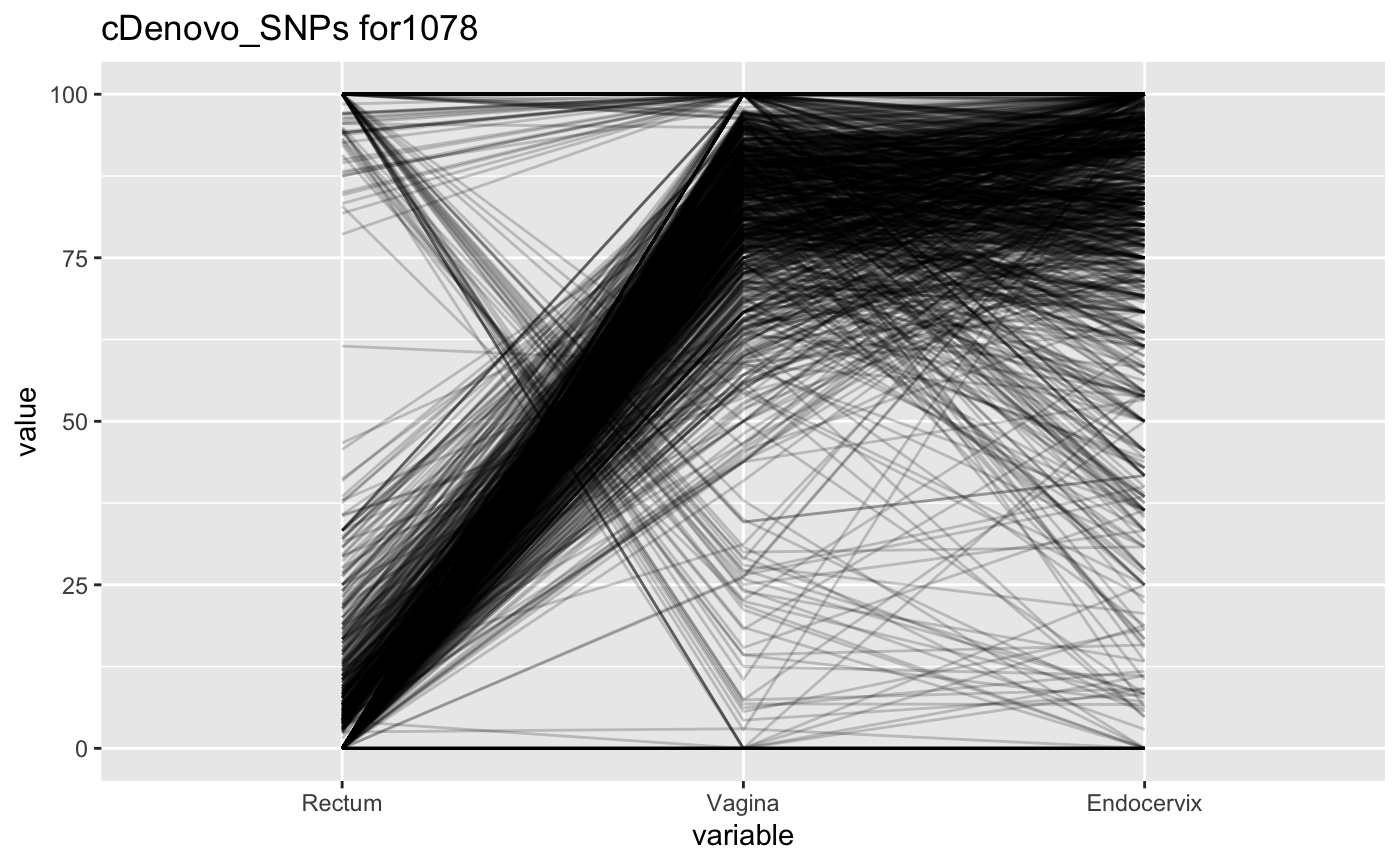 cDenovo_SNPs for1078
100
75
50
25
0
value
Rectum Vagina Endocervix
variable